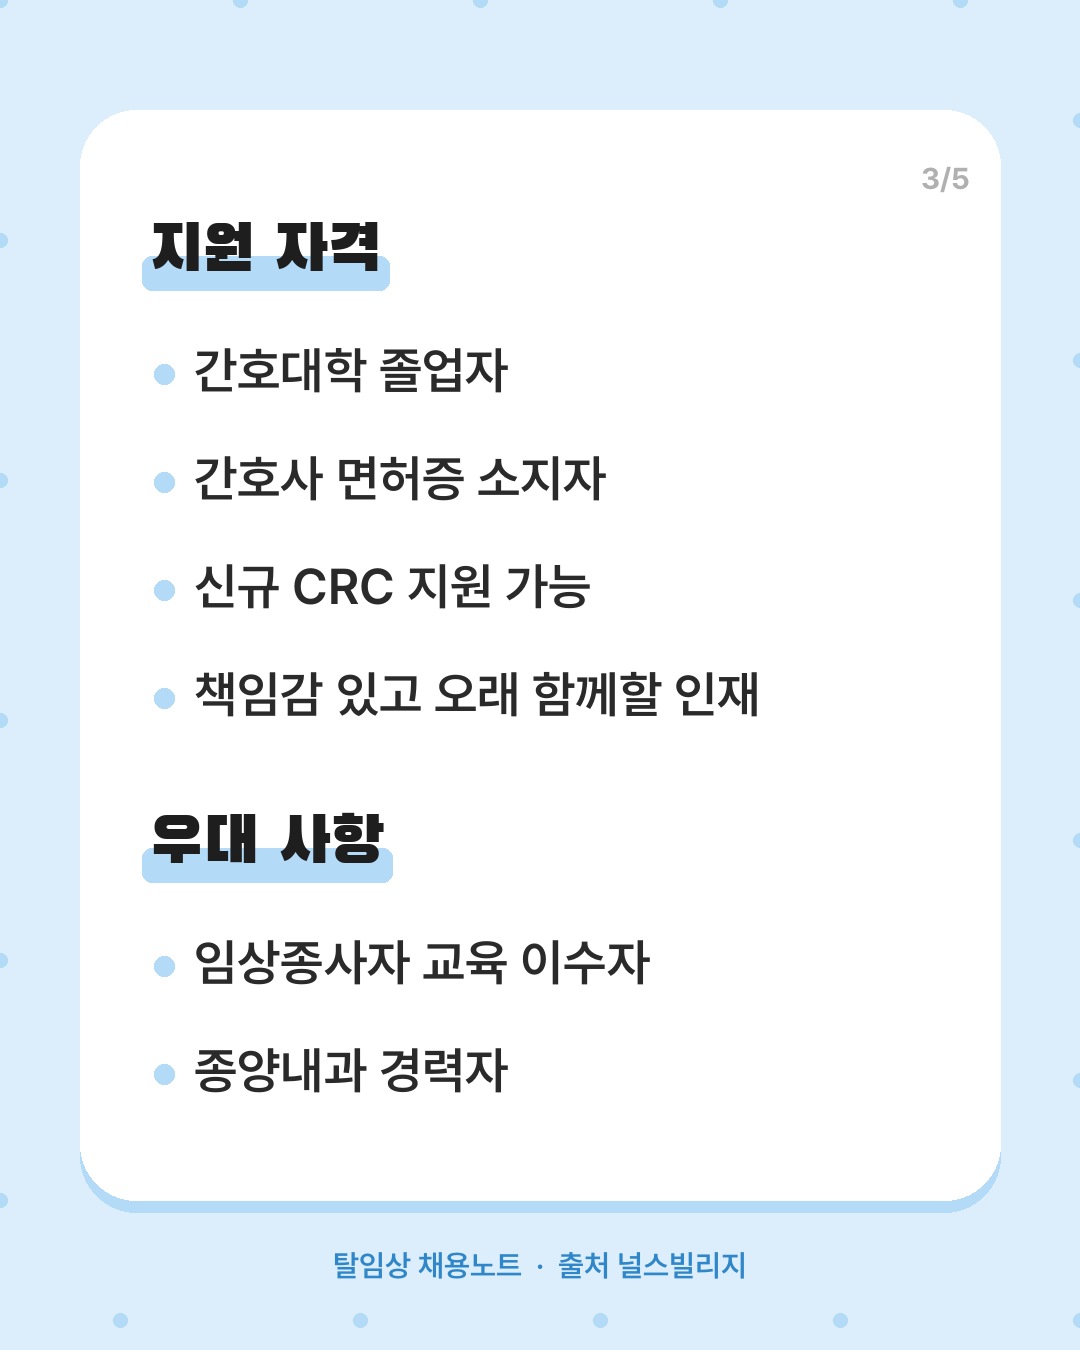 3/5
지원 자격
간호대학 졸업자
간호사 면허증 소지자
신규 CRC 지원 가능
책임감 있고 오래 함께할 인재
우대 사항
임상종사자 교육 이수자
종양내과 경력자
탈임상 채용노트 · 출처 널스빌리지